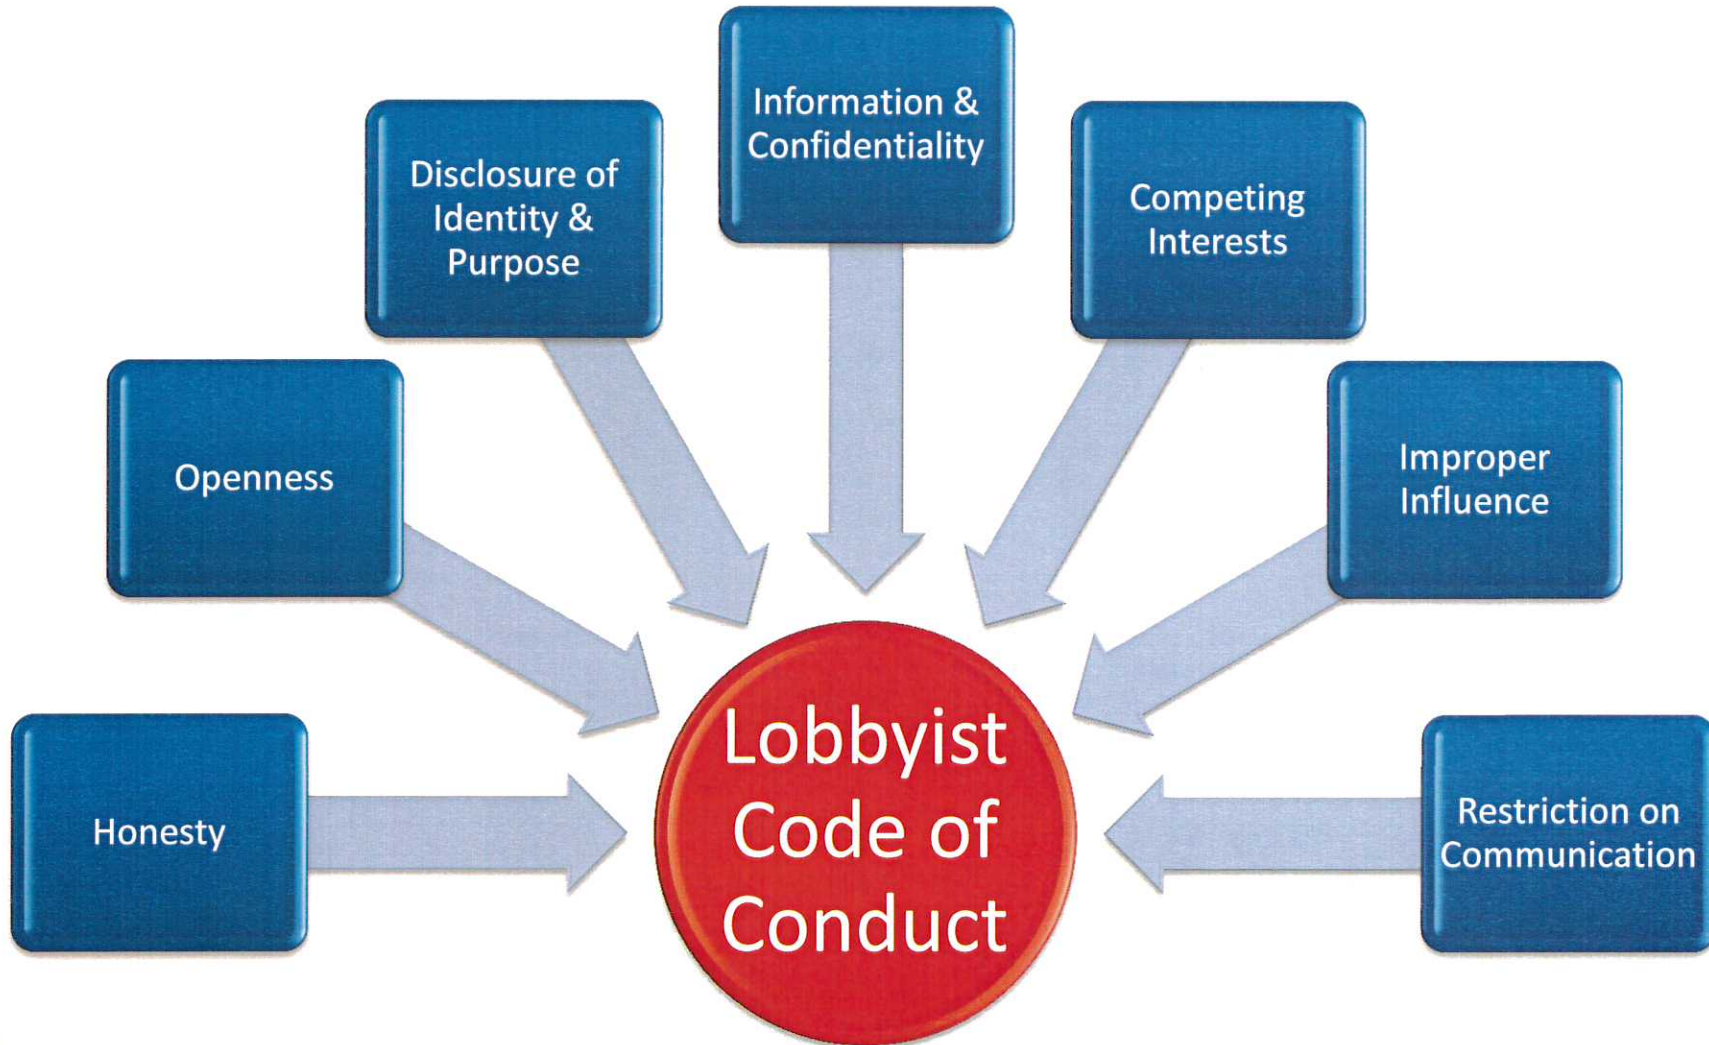 Information &
Confidentiality
Disclosure of
Identity &
Purpose
Competing
Interests
Openness
Improper
Influence
Honesty
Lobbyist
Code of
Conduct
Restriction on
Communication